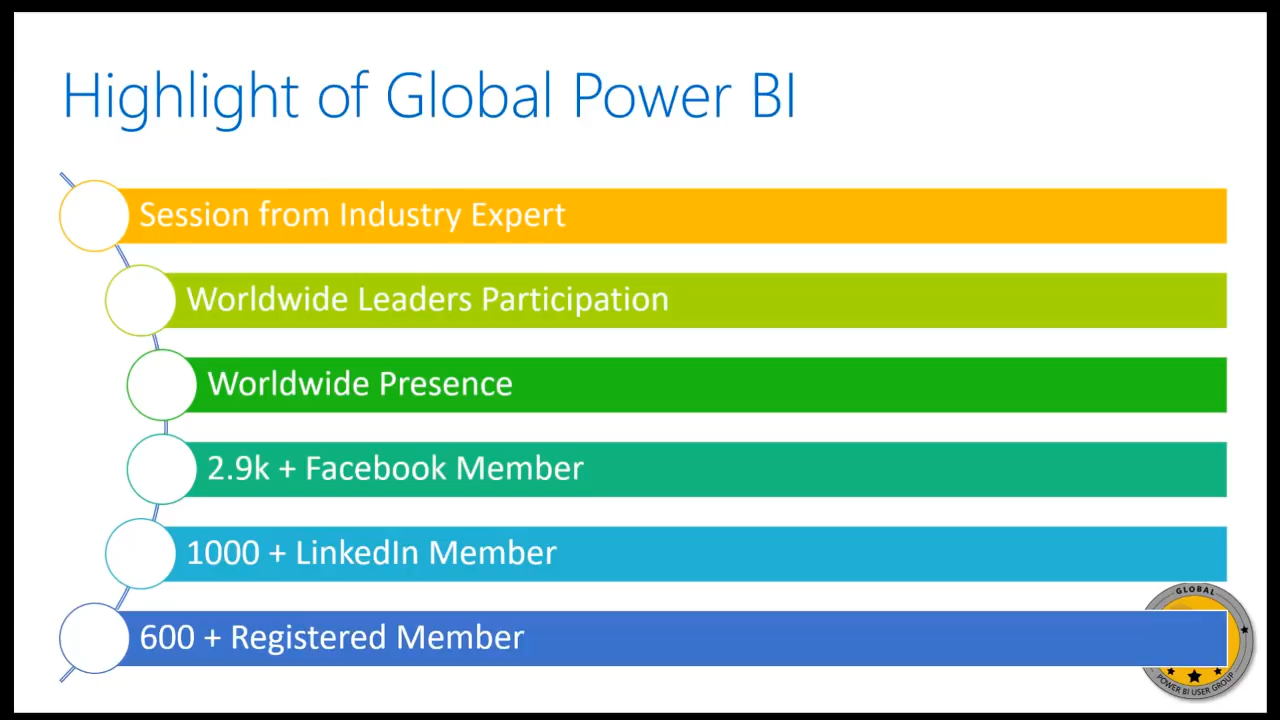 Highlight of Global Power BI
Session from Industry Expert
Worldwide Leaders Participation
Worldwide Presence
2.9k + Facebook Member
1000 + LinkedIn Member
GLOBAL
600 + Registered Member
POWER BI USER GROUP